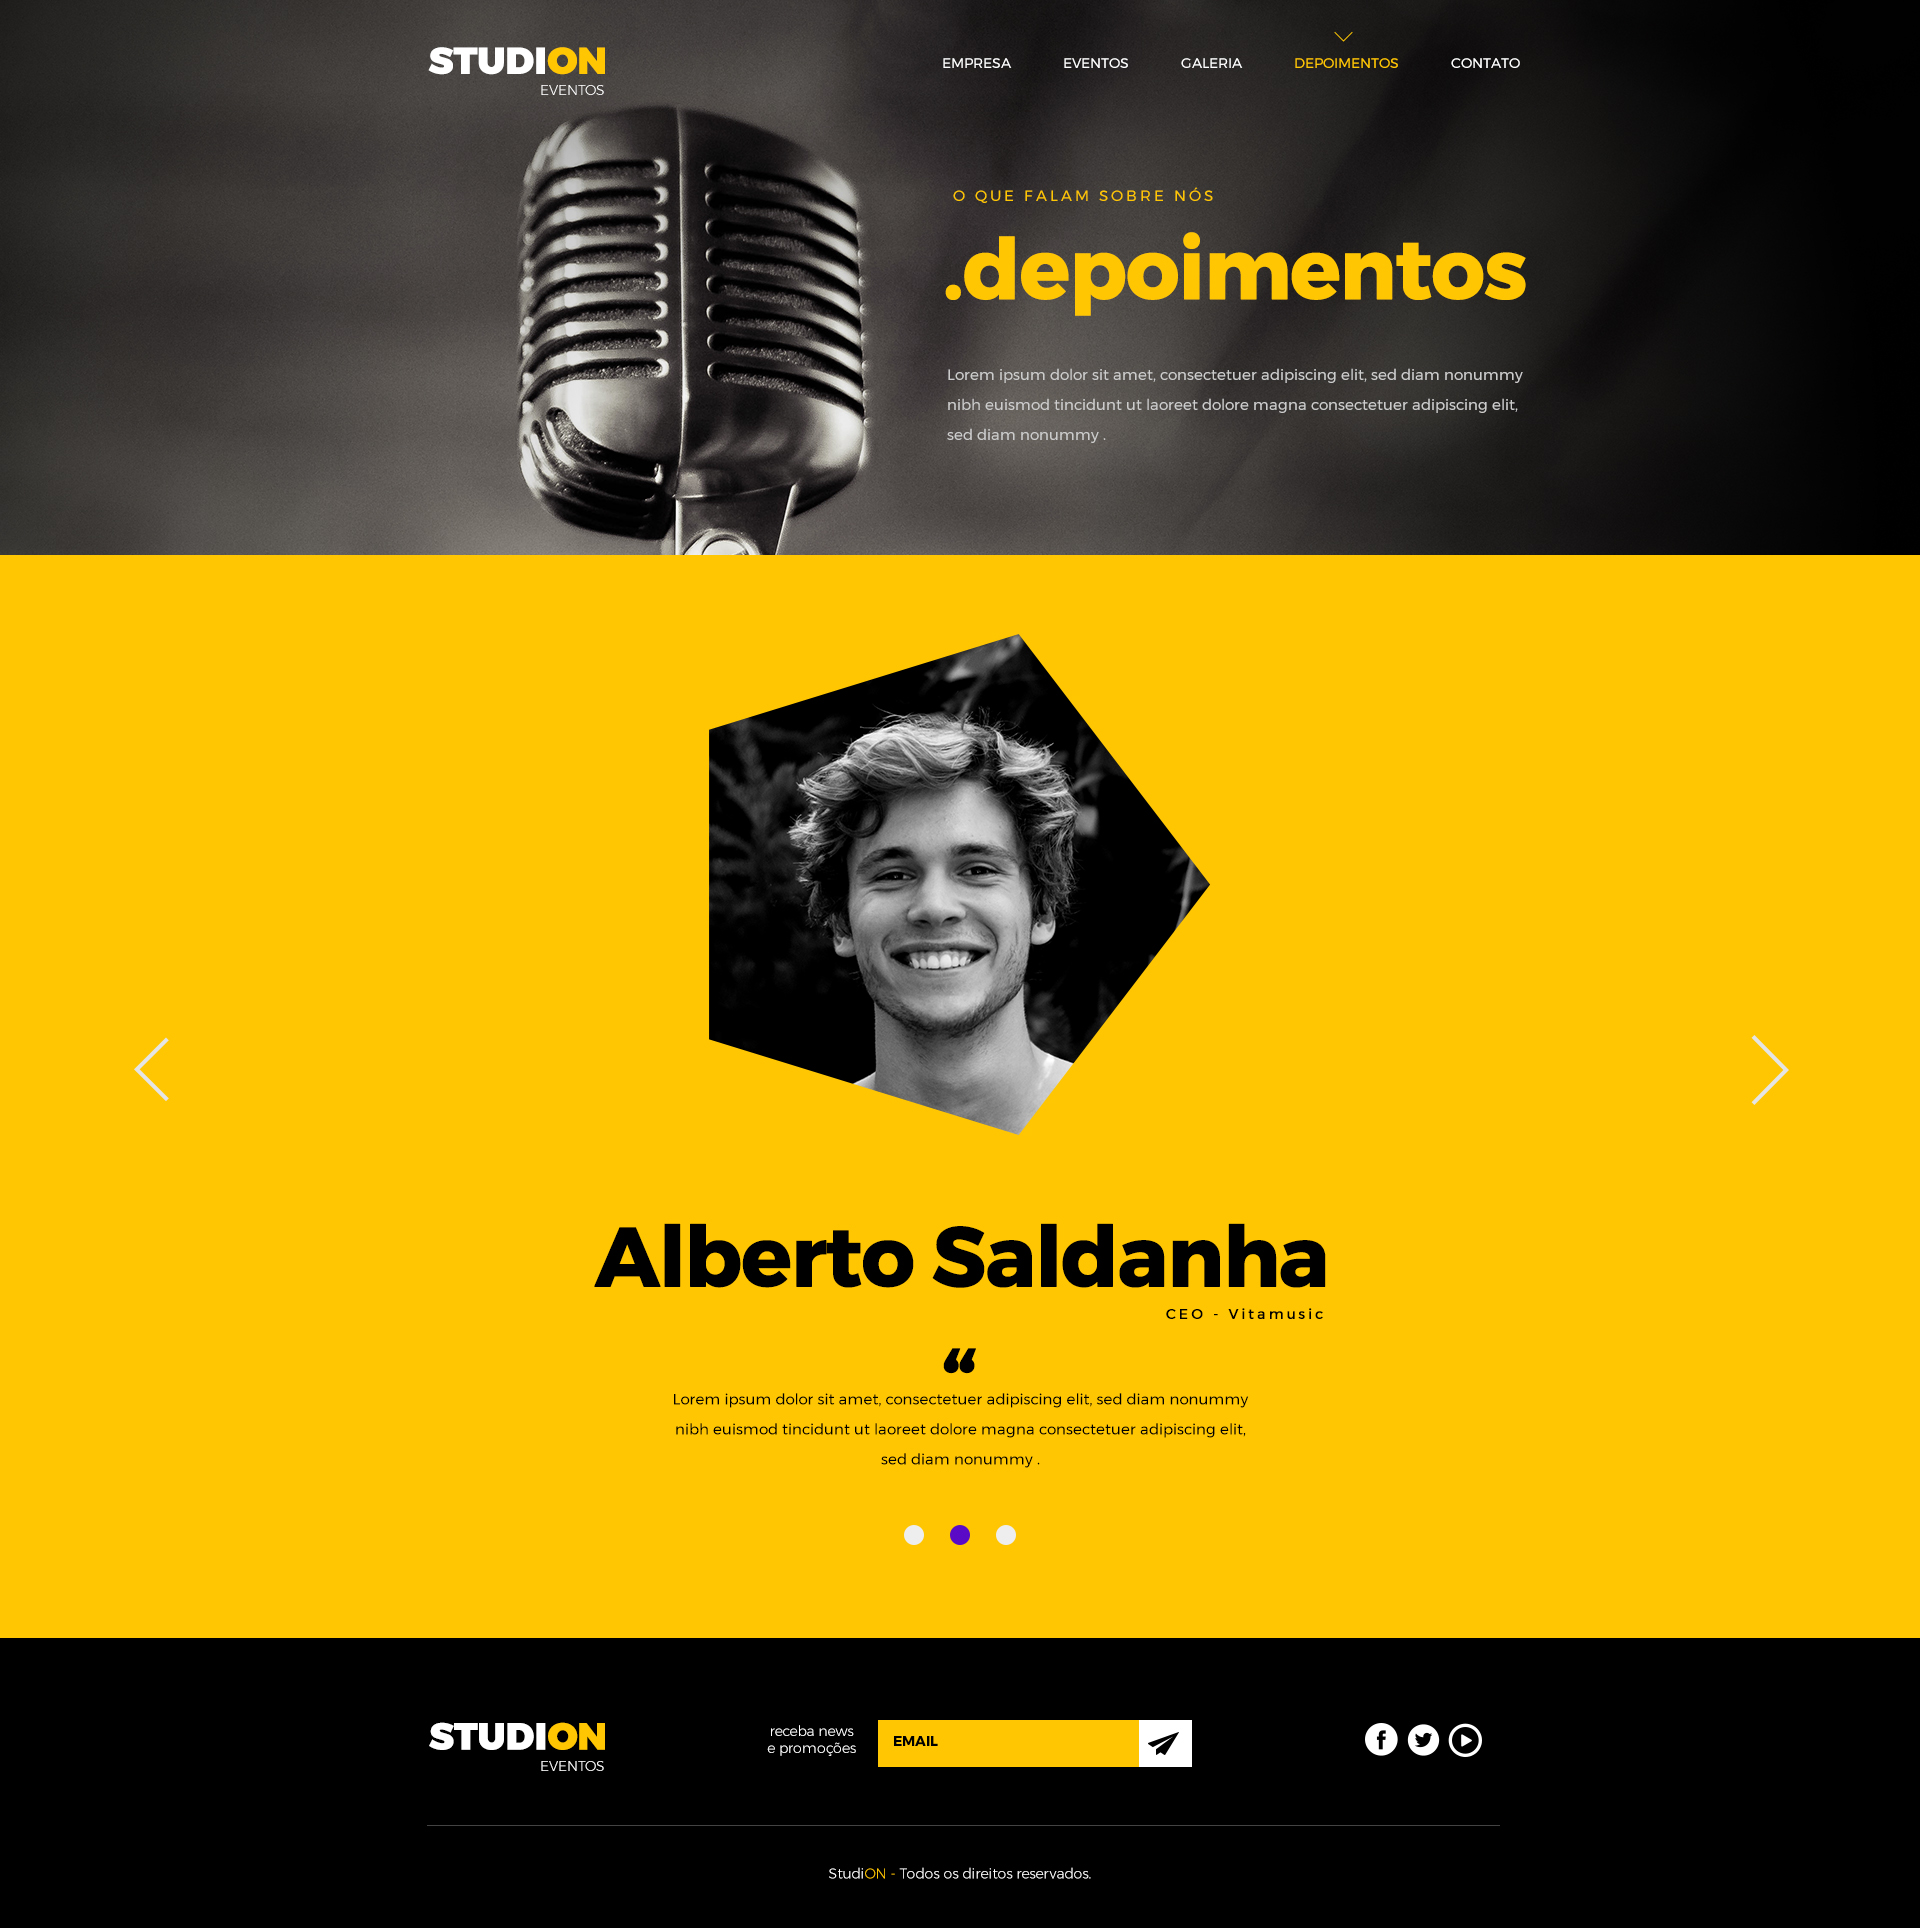 STUDION
EVENTOS
EMPRESA EVENTOS GALERIA DEPOIMENTOS CONTATO
O QUE FALAM SOBRE NÓS
.depoimentos
Lorem ipsum dolor sit amet, consectetuer adipiscing elit, sed diam nonummy
nibh euismod tincidunt ut laoreet dolore magna consectetuer adipiscing elit,
sed diam nonummy .
Alberto Saldanha
CEO - Vitamusic
“
Lorem ipsum dolor sit amet, consectetuer adipiscing elit, sed diam nonummy
nibh euismod tincidunt ut laoreet dolore magna consectetuer adipiscing elit,
sed diam nonummy .
STUDION
EVENTOS
receba news
e promoções
EMAIL
StudiON - Todos os direitos reservados.